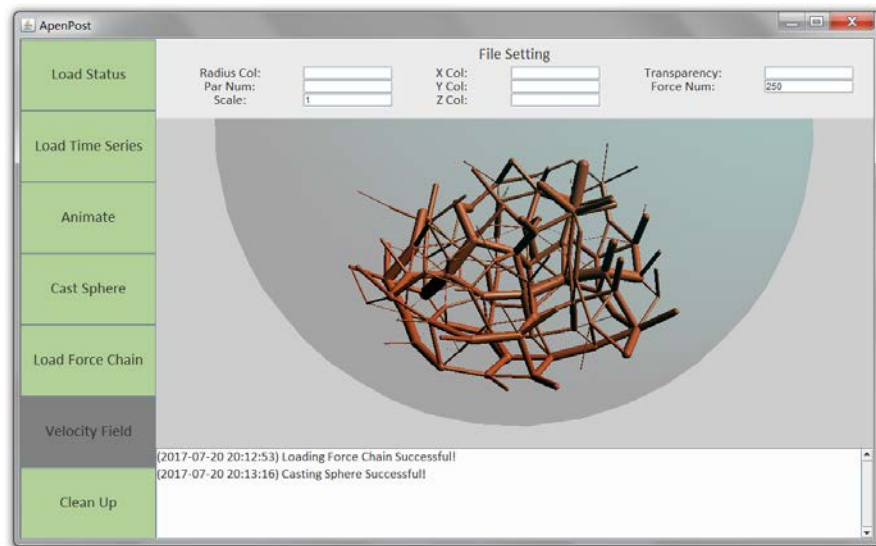 ApenPost
Load Status
Load Time Series
Animate
Cast Sphere
Load Force Chain
Velocity Field
Clean Up
File Setting
Radius Col:
X Col:
Transparency:
Par Num:
Y Col:
Force Num:
250
Scale:
1
Z Col:
(2017-07-20 20:12:53) Loading Force Chain Successful!
(2017-07-20 20:13:16) Casting Sphere Successful!